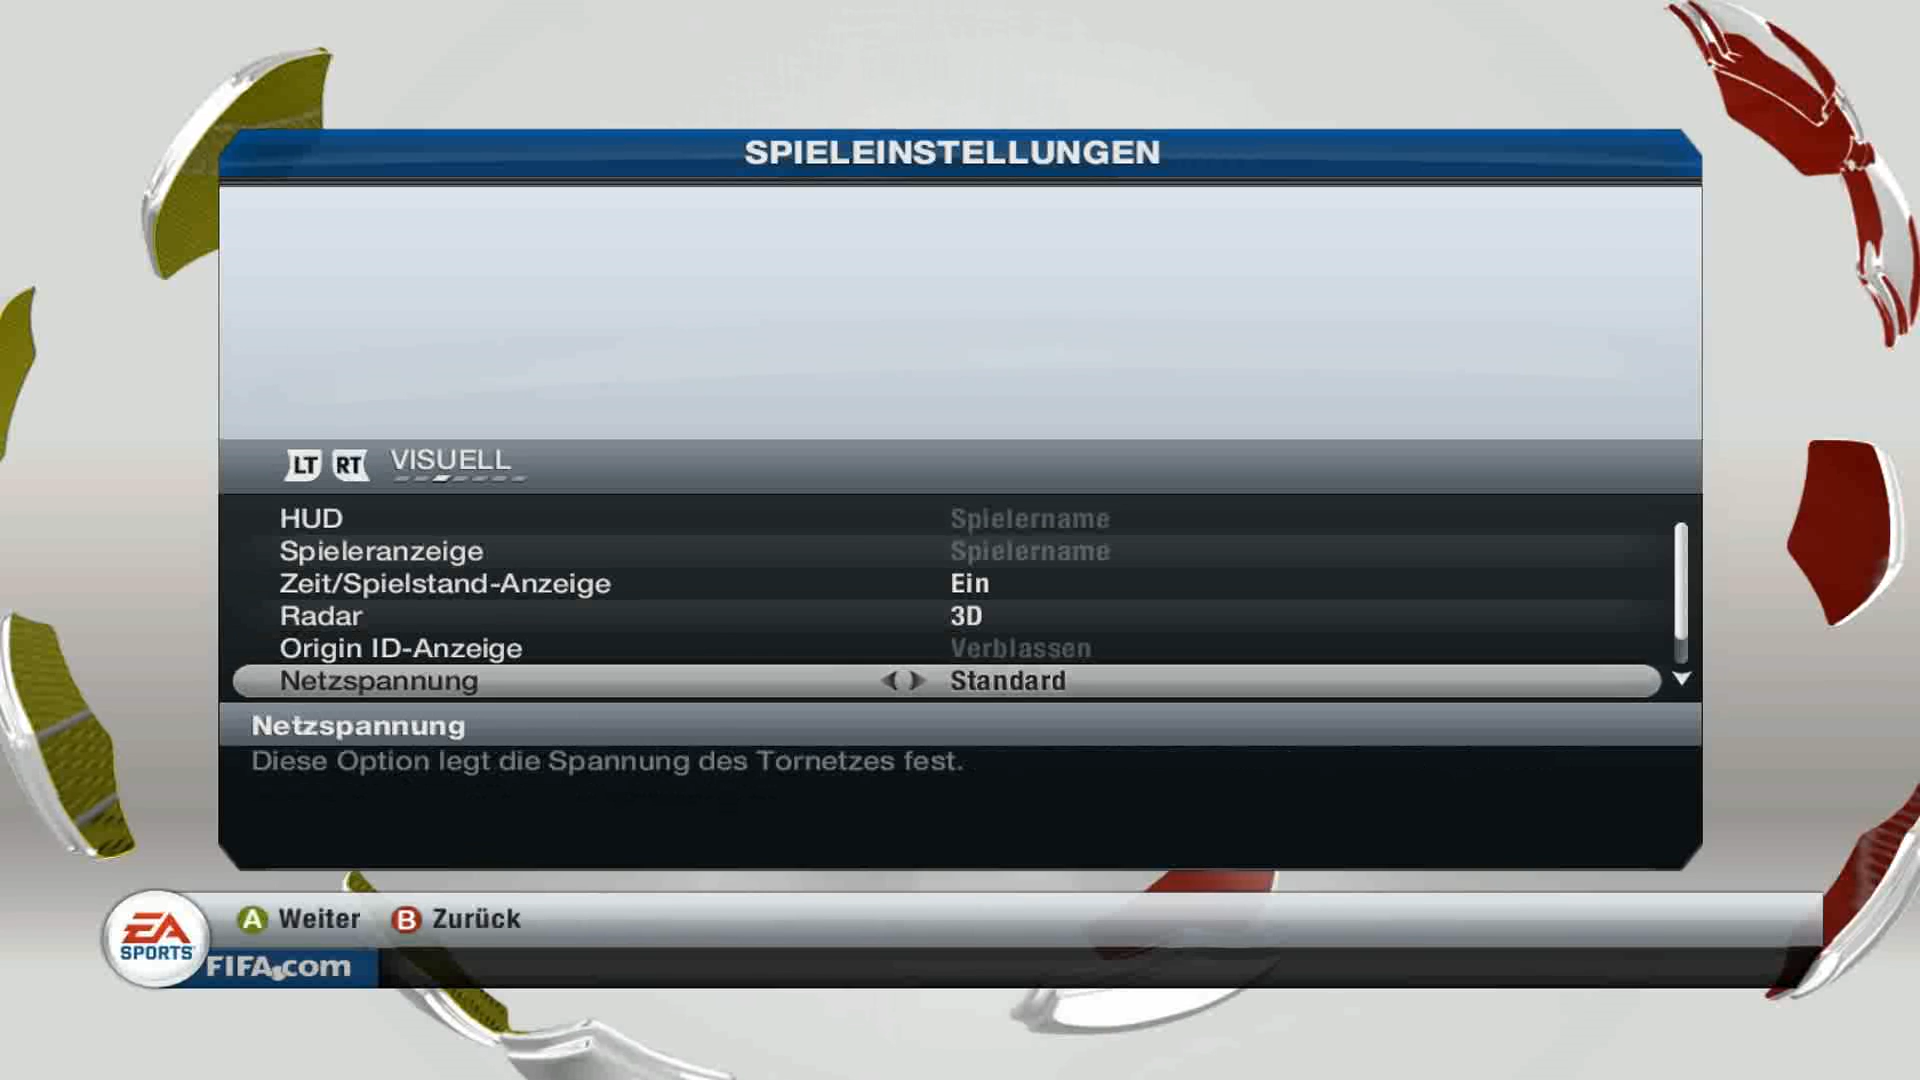 SPIELEINSTELLUNGEN
LT RT VISUELL
HUD Spielername
Spieleranzeige Spielername
Zeit/Spielstand-Anzeige Ein
Radar 3D
Origin ID-Anzeige Verblassen
Netzspannung Standard
Netzspannung
Diese Option legt die Spannung des Tornetzes fest.
A Weiter B Zurück
EA SPORTS
FIFA.com